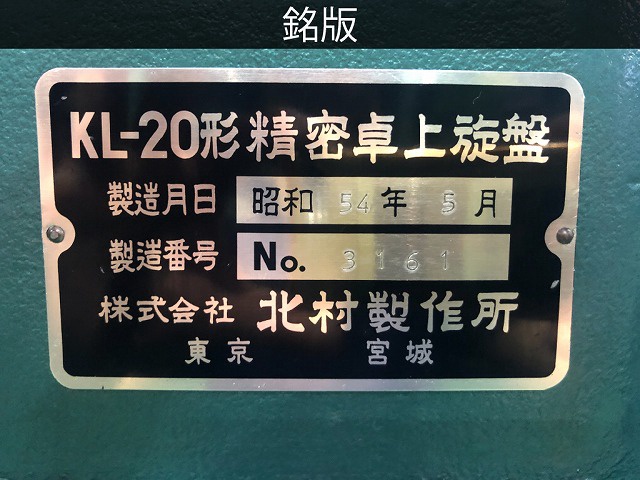 銘版
KL-20形精密卓上旋盤
製造月日 昭和 54 年 5 月
製造番号 No. 3161
株式会社 北村製作所
東京 宮城